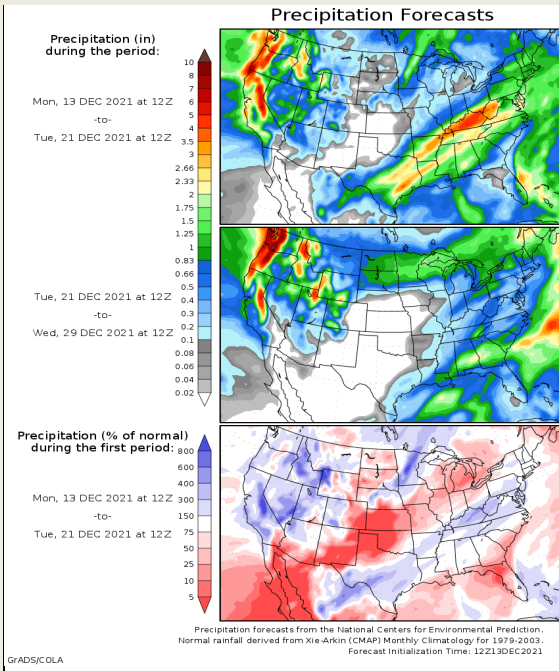 Precipitation Forecasts
Precipitation (in)
during the period:
Mon, 13 DEC 2021 at 12Z
-to-
Tue, 21 DEC 2021 at 12Z
10
8
7
6
5
4
3.5
3
2.66
2.33
2
1.75
1.5
1.25
1
0.83
0.66
0.5
0.4
0.3
0.2
0.1
0.08
0.06
0.04
0.02
Tue, 21 DEC 2021 at 12Z
-to-
Wed, 29 DEC 2021 at 12Z
Precipitation (% of normal)
during the first period:
Mon, 13 DEC 2021 at 12Z
-to-
Tue, 21 DEC 2021 at 12Z
800
600
400
300
150
75
50
25
10
5
Precipitation forecasts from the National Centers for Environmental Prediction.
Normal rainfall derived from Xie-Arkin (CMAP) Monthly Climatology for 1979-2003.
Forecast Initialization Time: 12Z13DEC2021
GrADS/COLA